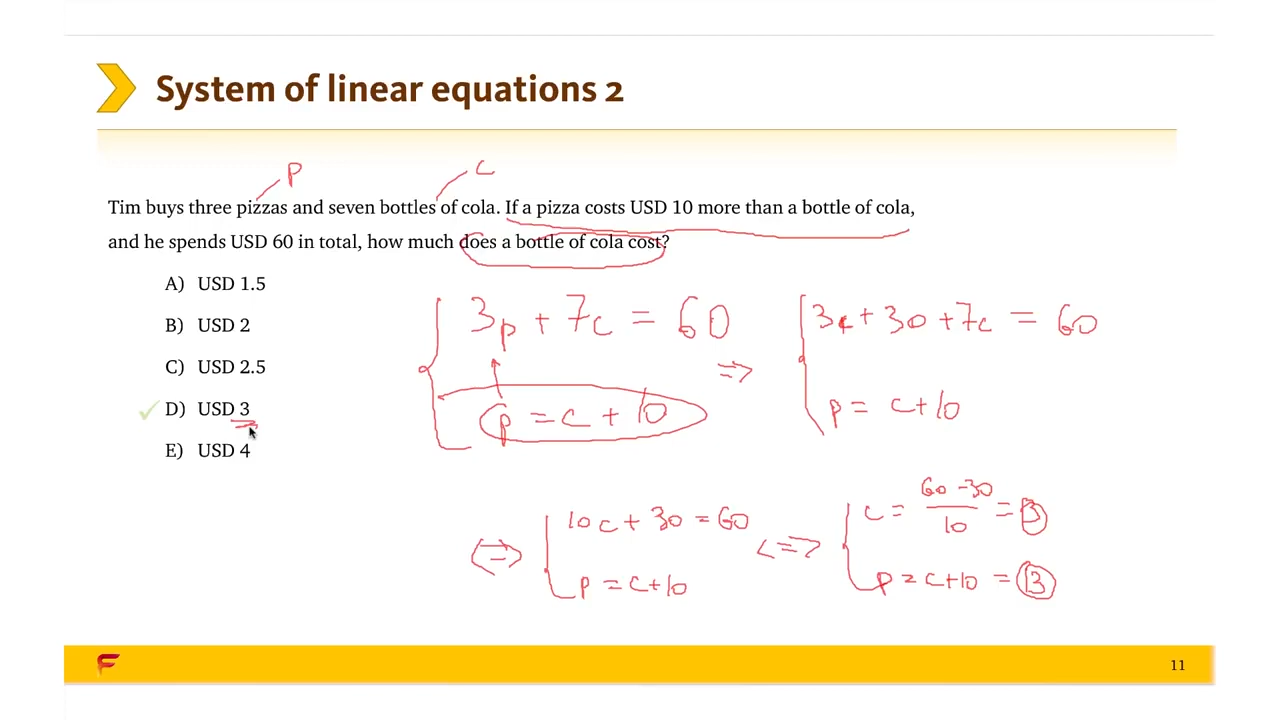 System of linear equations 2
p
c
Tim buys three pizzas and seven bottles of cola. If a pizza costs USD 10 more than a bottle of cola,
and he spends USD 60 in total, how much does a bottle of cola cost?
A) USD 1.5
B) USD 2
C) USD 2.5
D) USD 3
E) USD 4
3p + 7c = 60
p = c + 10
=>
3c + 30 + 7c = 60
p = c + 10
<=>
10c + 30 = 60
p = c + 10
<=>
c = (60 - 30)/10 = 3
p = c + 10 = 13
F
11